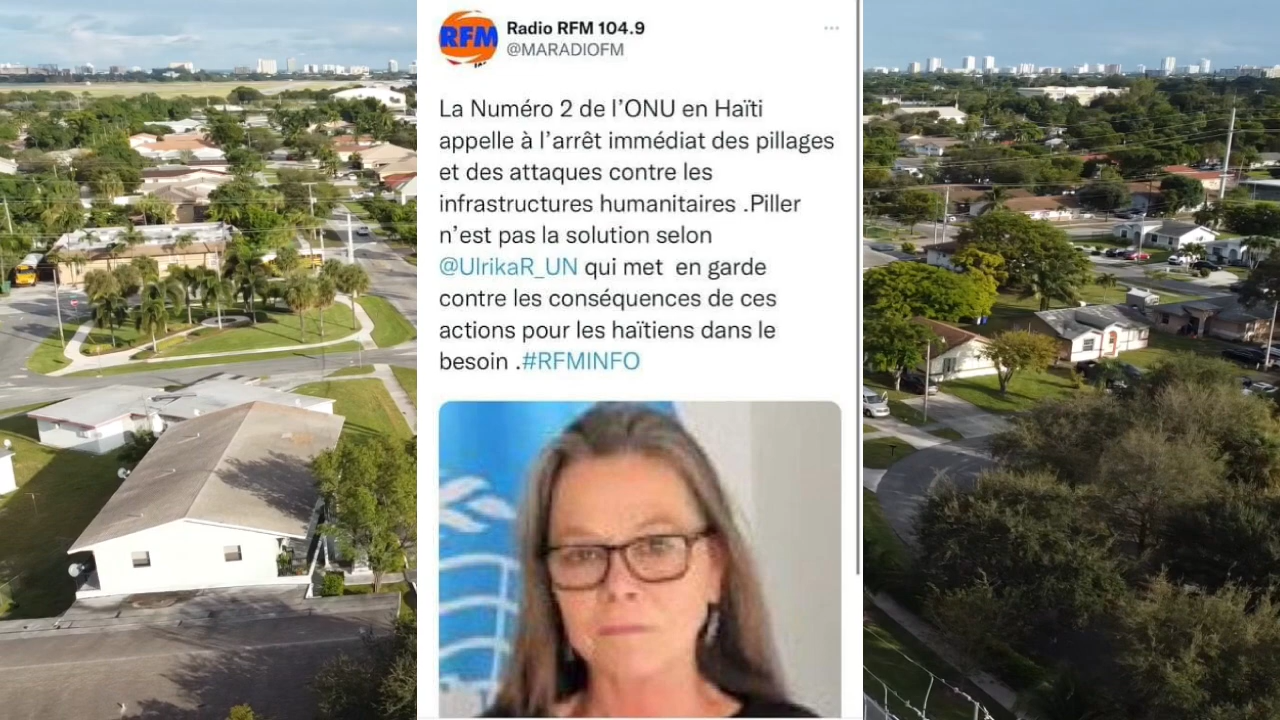 RFM
Radio RFM 104.9
@MARADIOFM
La Numéro 2 de l’ONU en Haïti
appelle à l’arrêt immédiat des pillages
et des attaques contre les
infrastructures humanitaires .Piller
n’est pas la solution selon
@UlrikaR_UN qui met  en garde
contre les conséquences de ces
actions pour les haïtiens dans le
besoin .#RFMINFO